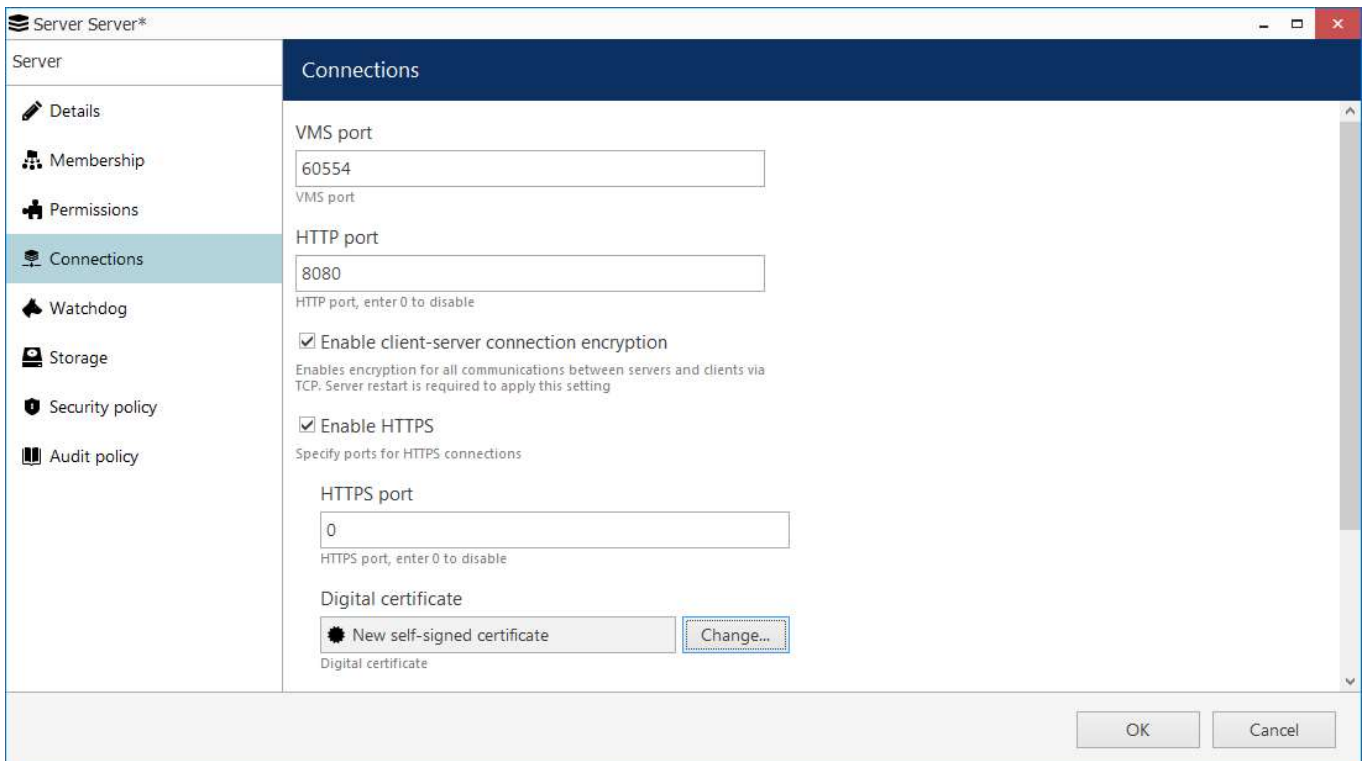 Server Server*
Server
Details
Membership
Permissions
Connections
Watchdog
Storage
Security policy
Audit policy
Connections
VMS port
60554
VMS port
HTTP port
8080
HTTP port, enter 0 to disable
Enable client-server connection encryption
Enables encryption for all communications between servers and clients via
TCP. Server restart is required to apply this setting
Enable HTTPS
Specify ports for HTTPS connections
HTTPS port
0
HTTPS port, enter 0 to disable
Digital certificate
New self-signed certificate
Change...
Digital certificate
OK
Cancel